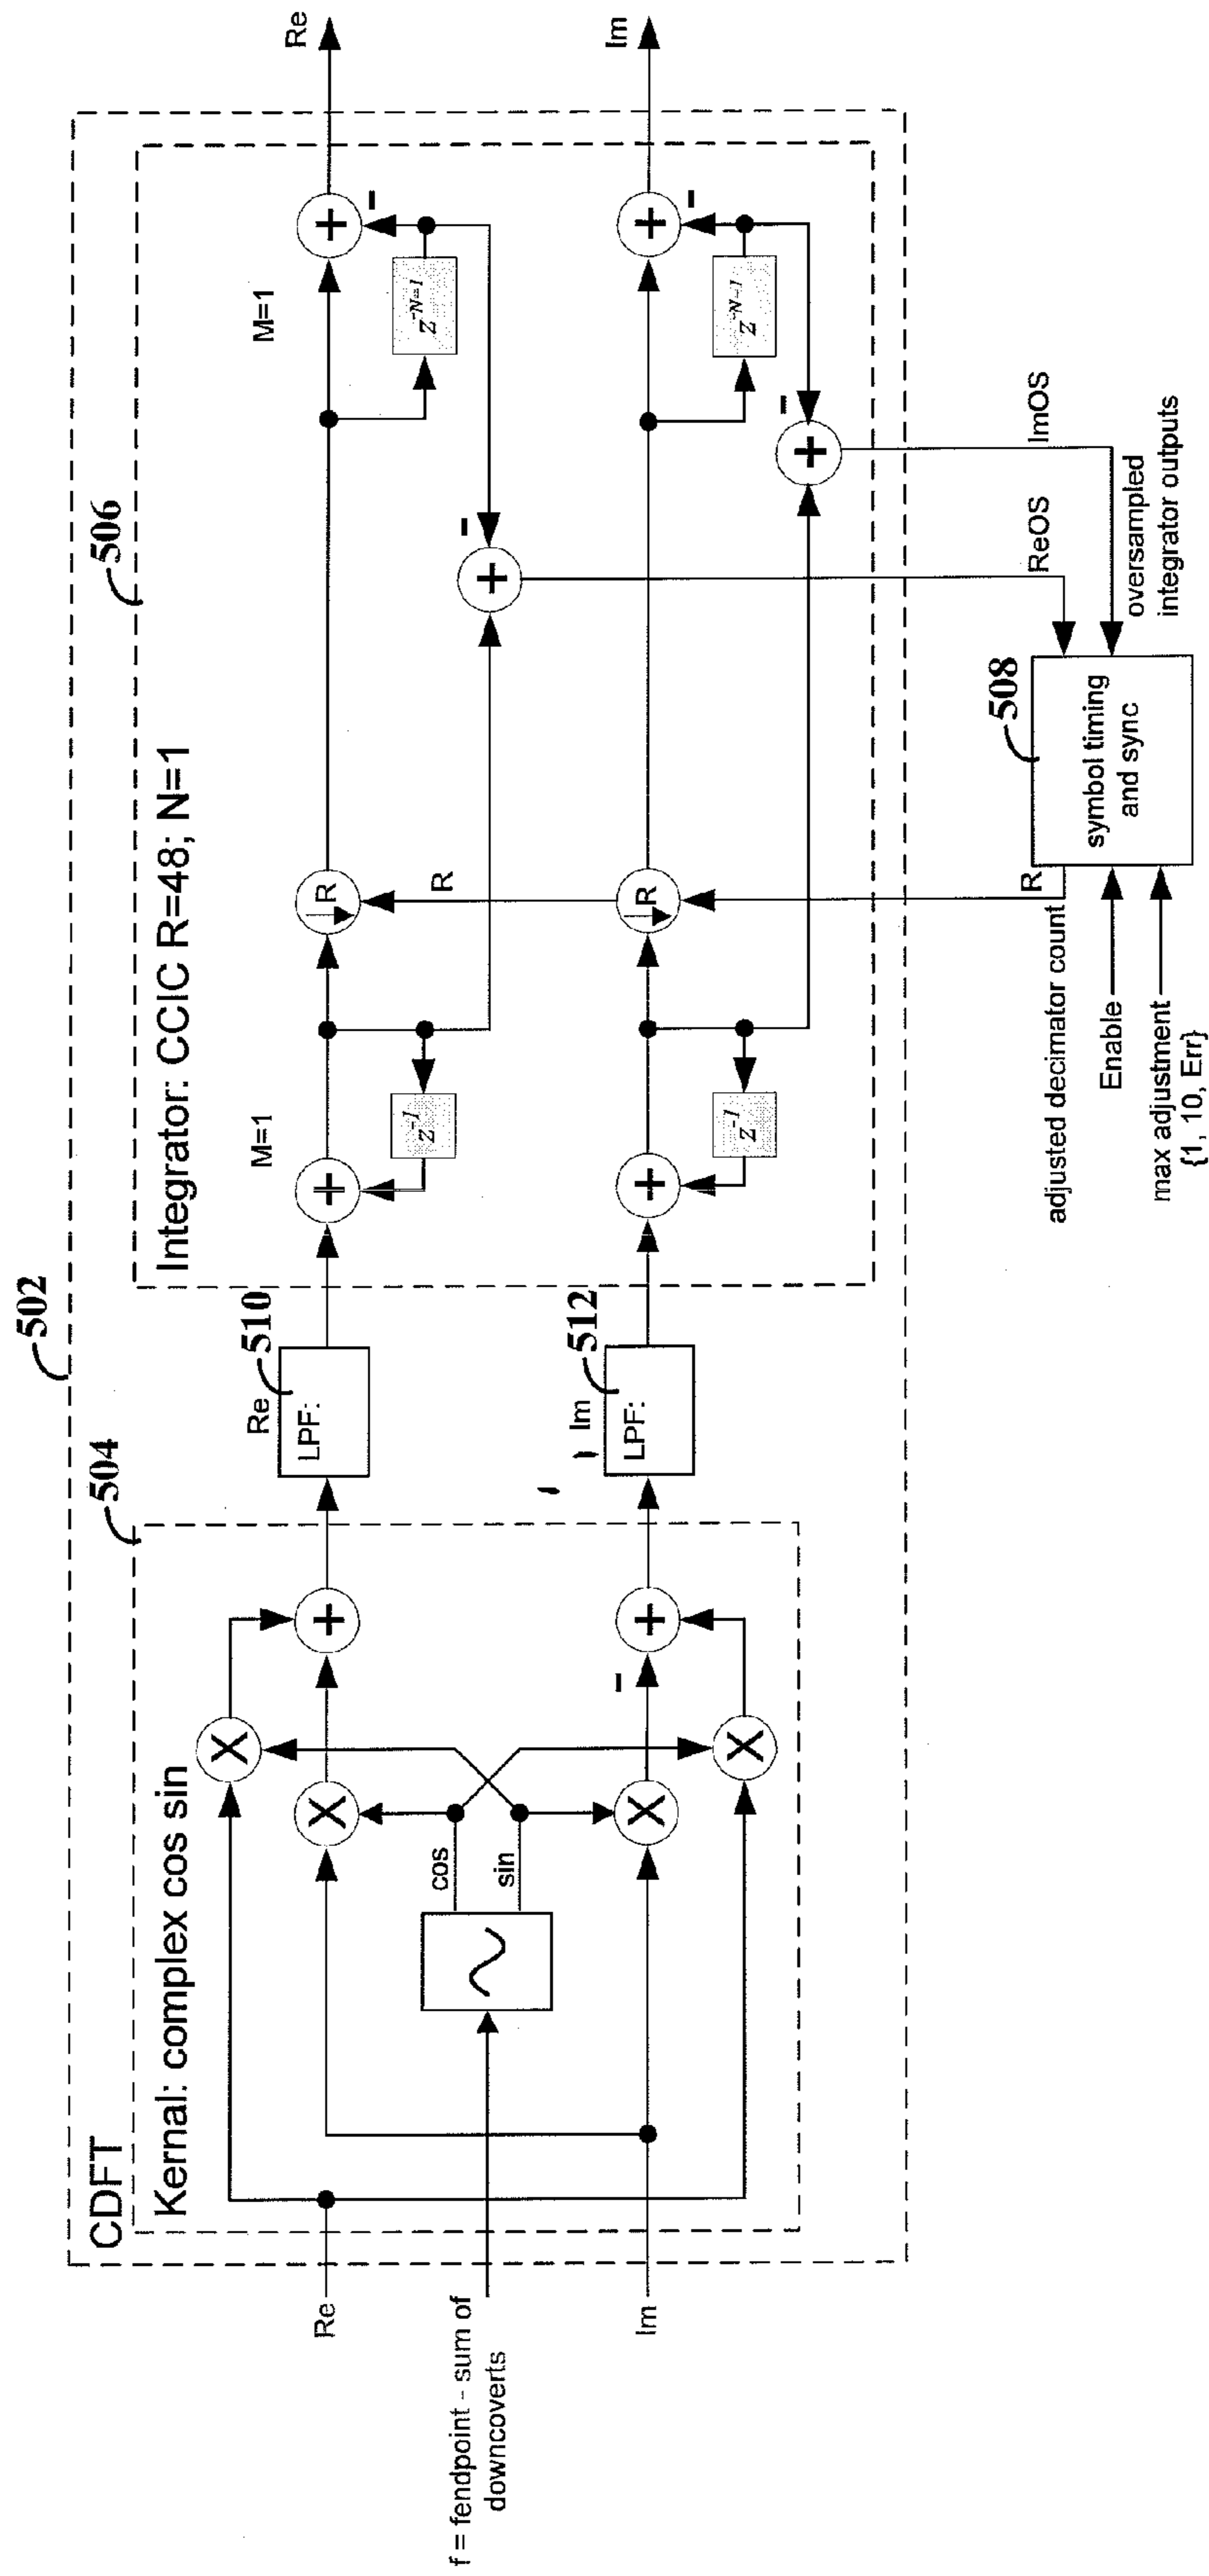 502
CDFT
504
Kernal: complex cos sin
506
Integrator: CCIC R=48; N=1
Re
f = fendpoint - sum of
downcoverts
Im
cos
sin
X
X
X
X
+
+
-
Re
510
LPF:
Im
512
LPF:
M=1
+
z-1
+
z-1
R
R
R
M=1
z-N=1
+
-
z-N=1
+
-
+
-
+
-
Re
Im
ReOS
ImOS
oversampled
integrator outputs
508
symbol timing
and sync
R
adjusted decimator count
Enable
max adjustment
{1, 10, Err}